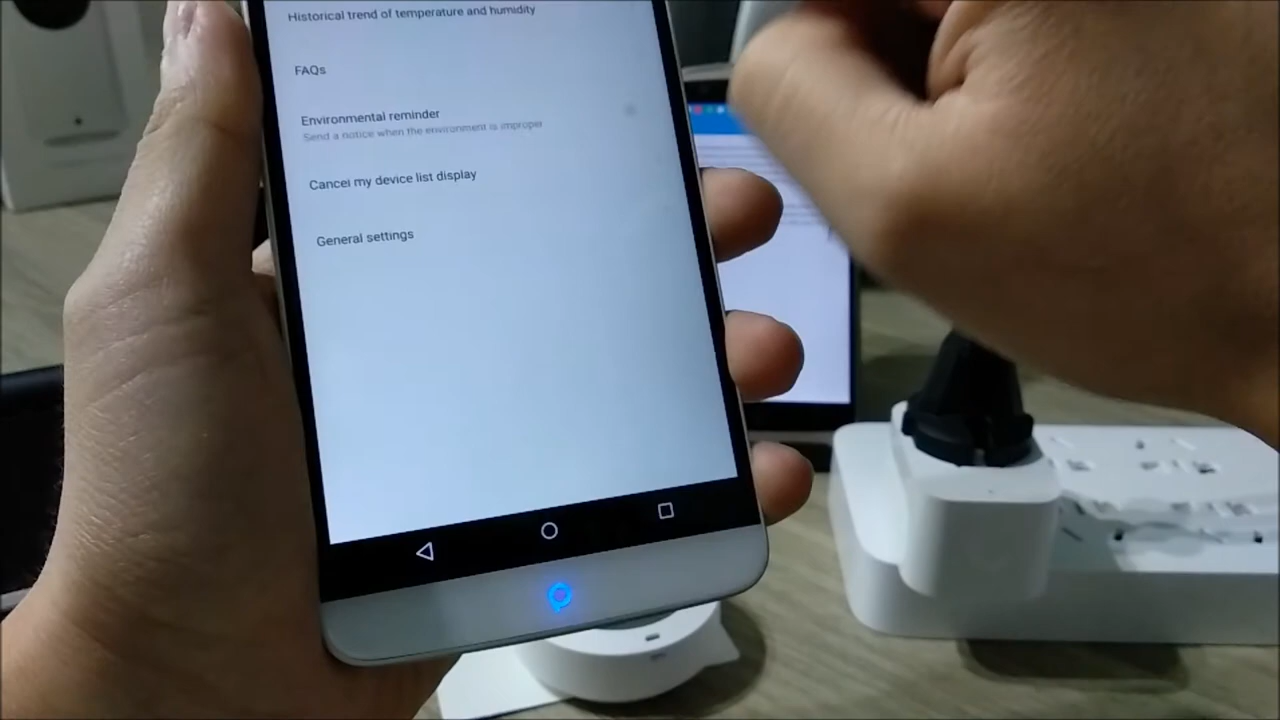 Historical trend of temperature and humidity
FAQs
Environmental reminder
Send a notice when the environment is improper
Cancel my device list display
General settings